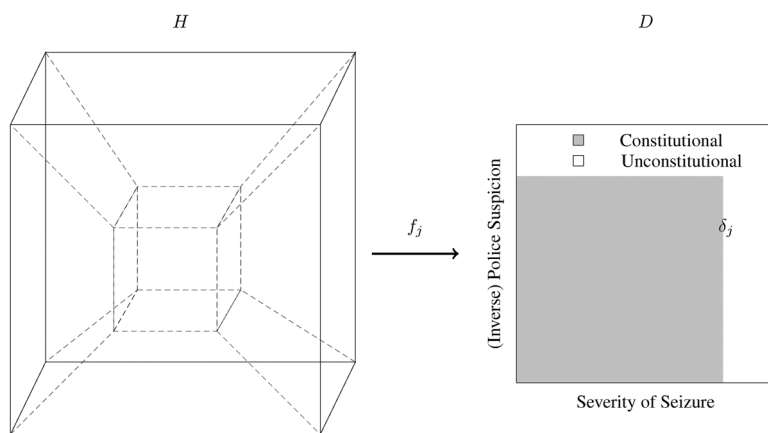 H
D
Constitutional
Unconstitutional
(Inverse) Police Suspicion
f_j
δ_j
Severity of Seizure